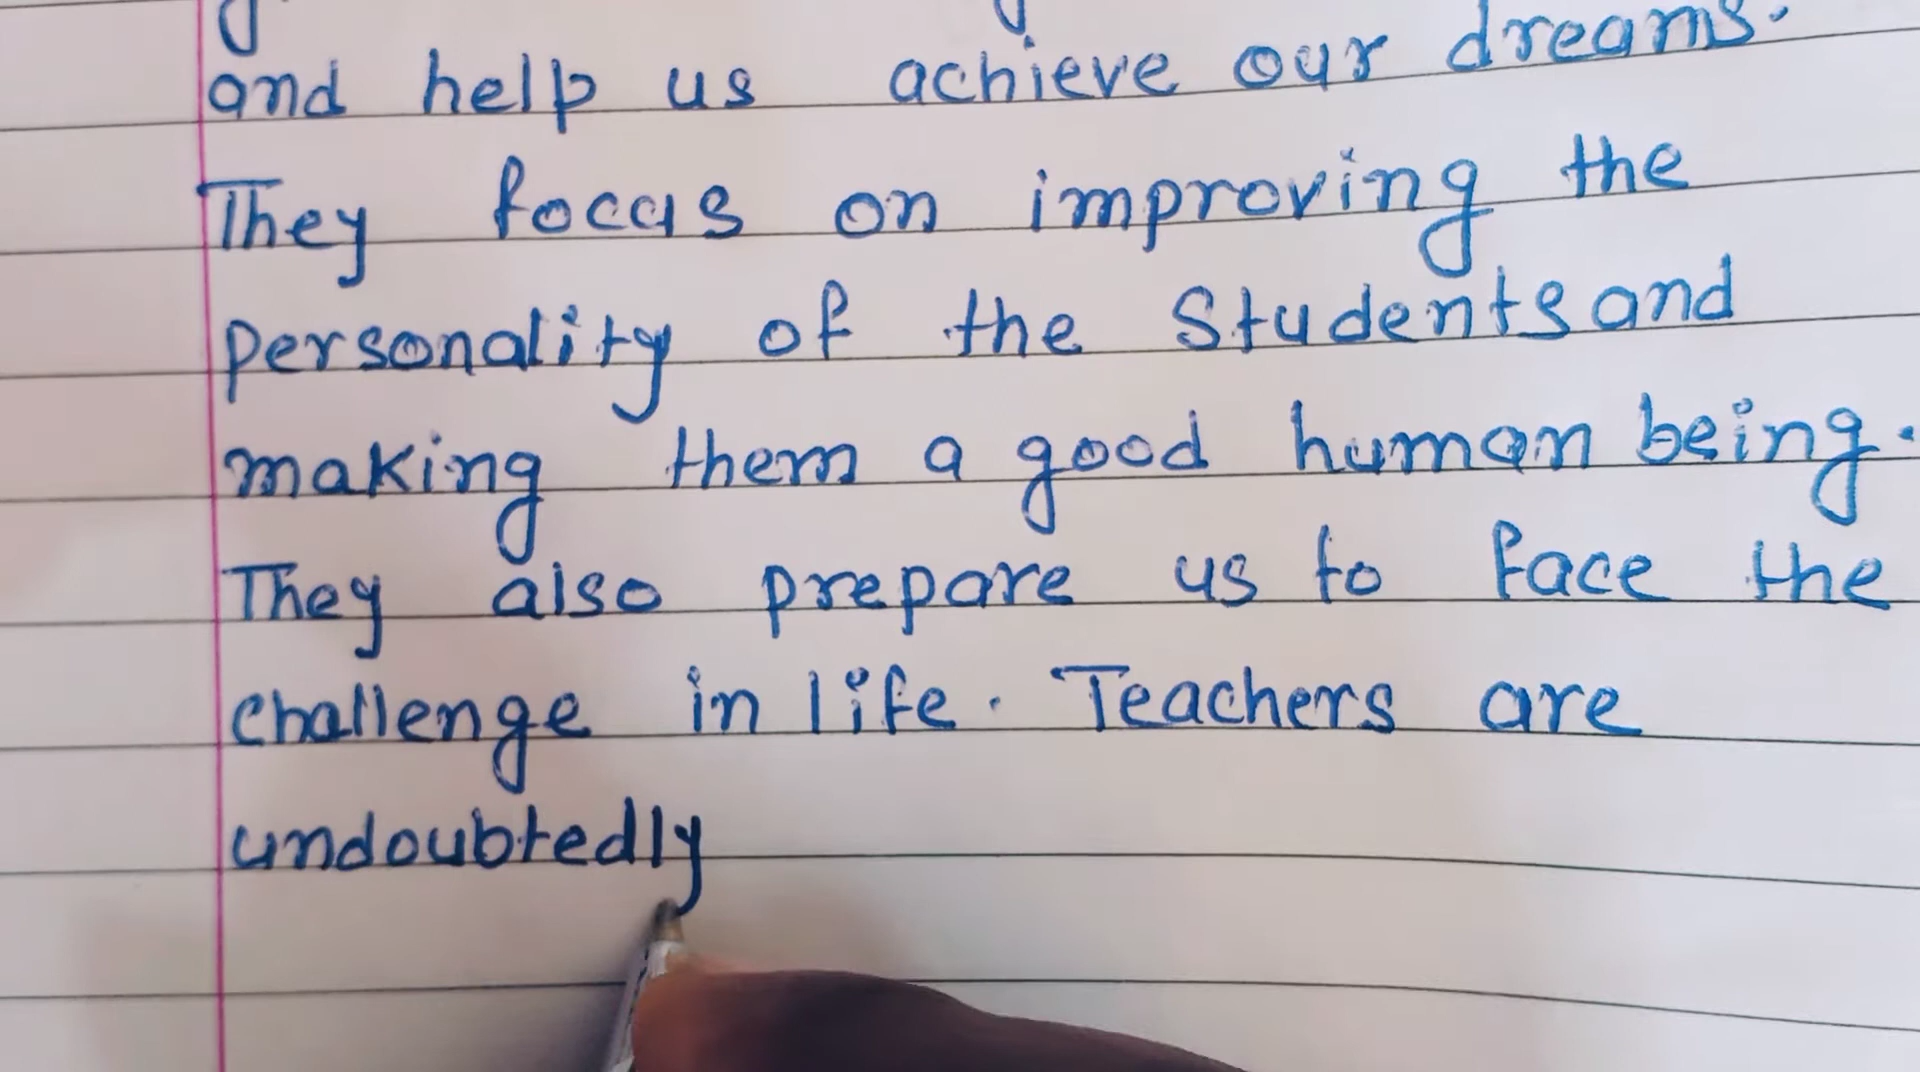 and help us achieve our dreams.
They focus on improving the
personality of the Students and
making them a good human being.
They also prepare us to face the
challenge in life. Teachers are
undoubtedly